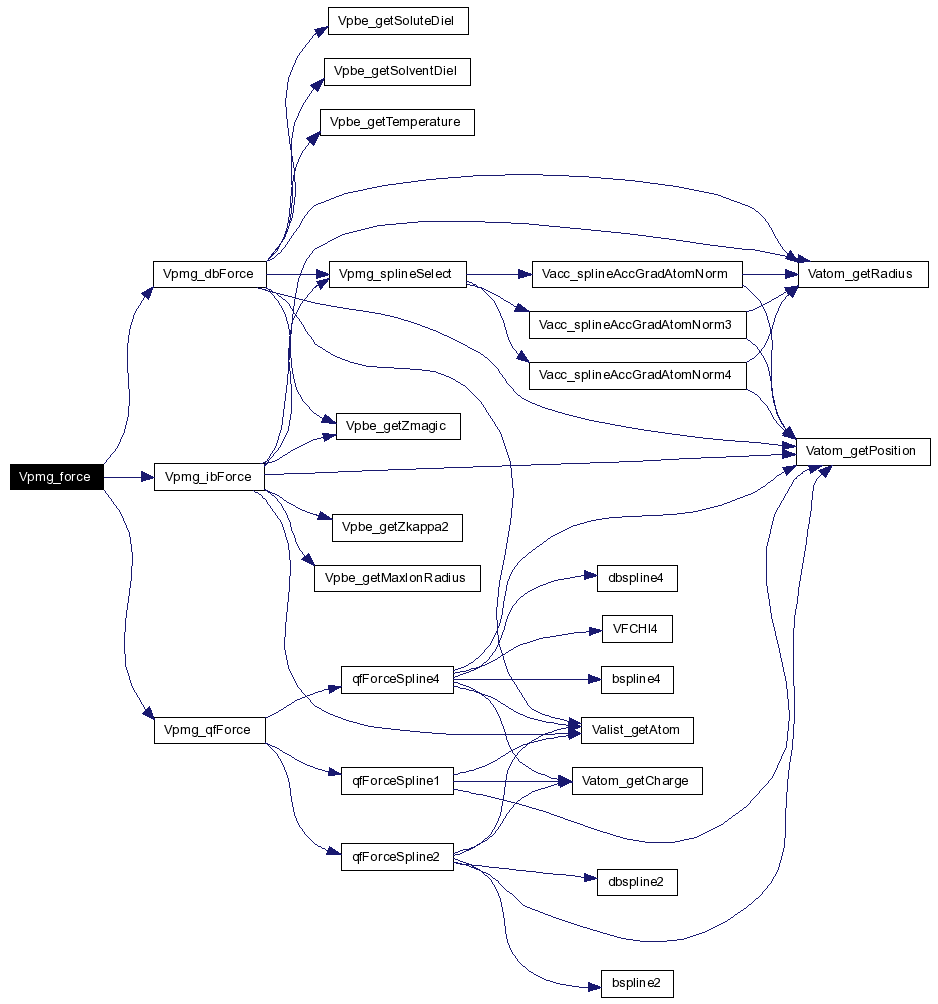 Vpbe_getSoluteDiel
Vpbe_getSolventDiel
Vpbe_getTemperature
Vpmg_dbForce
Vpmg_splineSelect
Vacc_splineAccGradAtomNorm
Vatom_getRadius
Vacc_splineAccGradAtomNorm3
Vacc_splineAccGradAtomNorm4
Vpbe_getZmagic
Vatom_getPosition
Vpmg_force
Vpmg_ibForce
Vpbe_getZkappa2
Vpbe_getMaxIonRadius
dbspline4
VFCHI4
qfForceSpline4
bspline4
Vpmg_qfForce
Valist_getAtom
qfForceSpline1
Vatom_getCharge
qfForceSpline2
dbspline2
bspline2